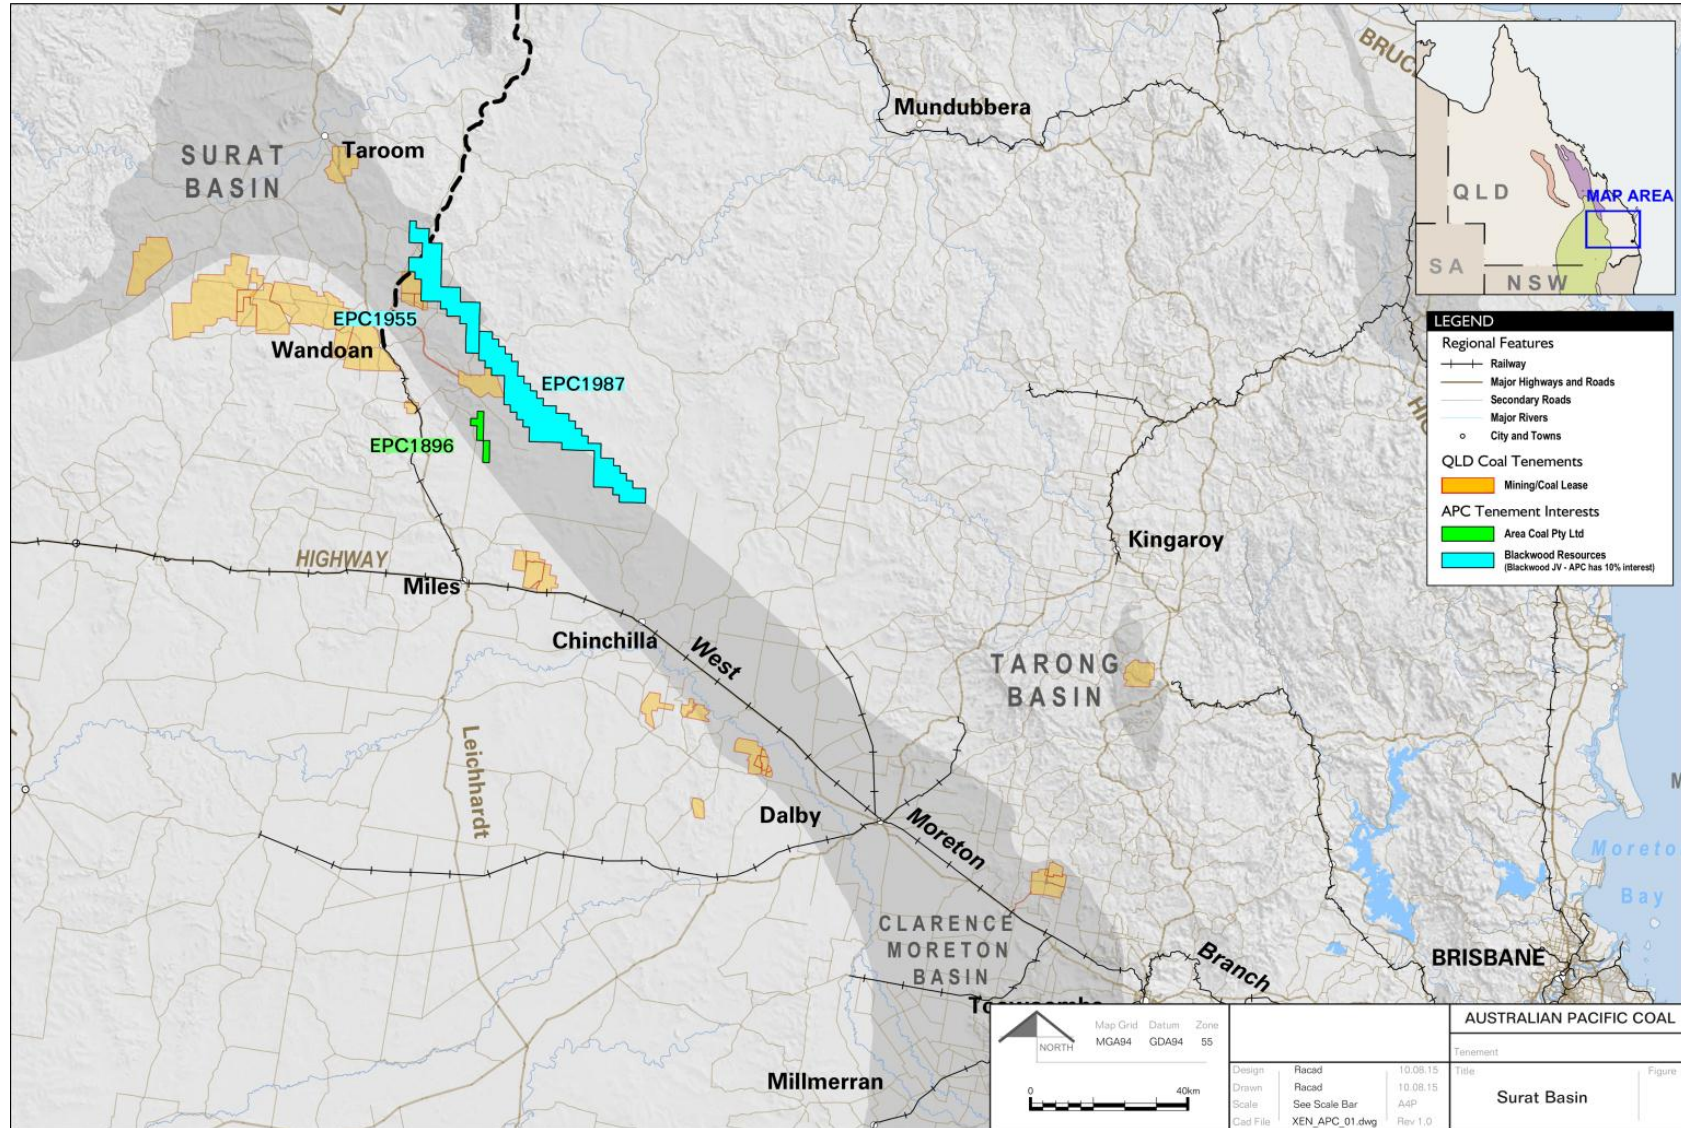 BRUC
Mundubbera
SURAT
BASIN
Taroom
QLD
MAP AREA
SA
NSW
EPC1955
Wandoan
EPC1987
EPC1896
LEGEND
Regional Features
Railway
Major Highways and Roads
Secondary Roads
Major Rivers
City and Towns
QLD Coal Tenements
Mining/Coal Lease
APC Tenement Interests
Area Coal Pty Ltd
Blackwood Resources
(Blackwood JV - APC has 10% interest)
Kingaroy
HIGHWAY
Miles
Chinchilla
West
TARONG
BASIN
Leichhardt
M
Dalby
Moreton
Moreto
Bay
CLARENCE
MORETON
BASIN
Branch
BRISBANE
Millmerran
NORTH
Map Grid Datum Zone
MGA94 GDA94 55
0 40km
Design Racad 10.08.15
Drawn Racad 10.08.15
Scale See Scale Bar A4P
Cad File XEN_APC_01.dwg Rev 1.0
AUSTRALIAN PACIFIC COAL
Tenement
Title Figure
Surat Basin